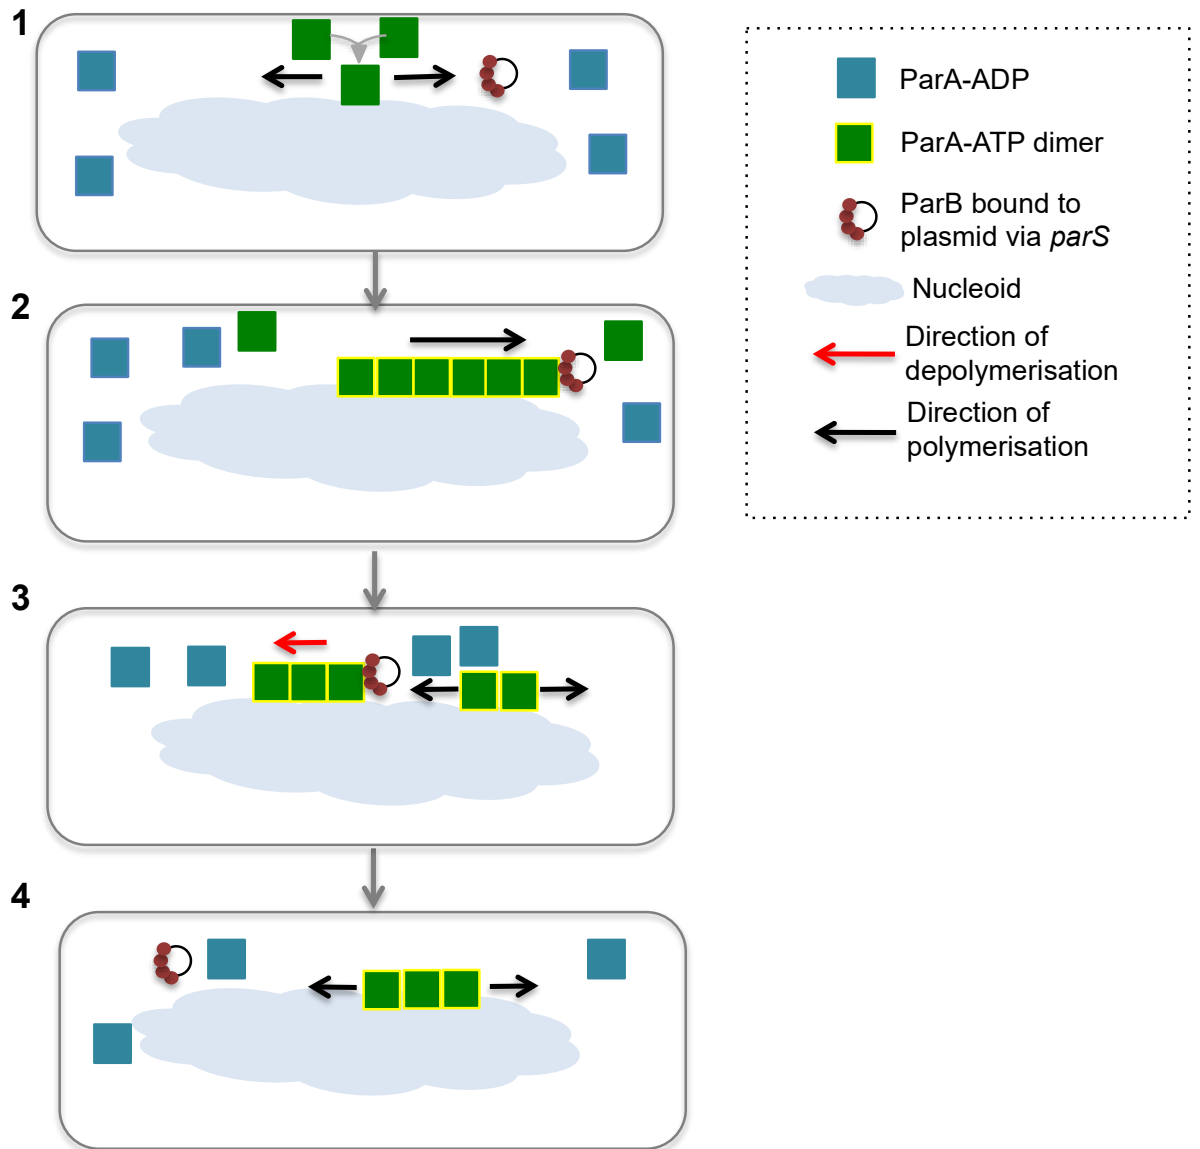 1
2
3
4
ParA-ADP
ParA-ATP dimer
ParB bound to
plasmid via parS
Nucleoid
Direction of
depolymerisation
Direction of
polymerisation